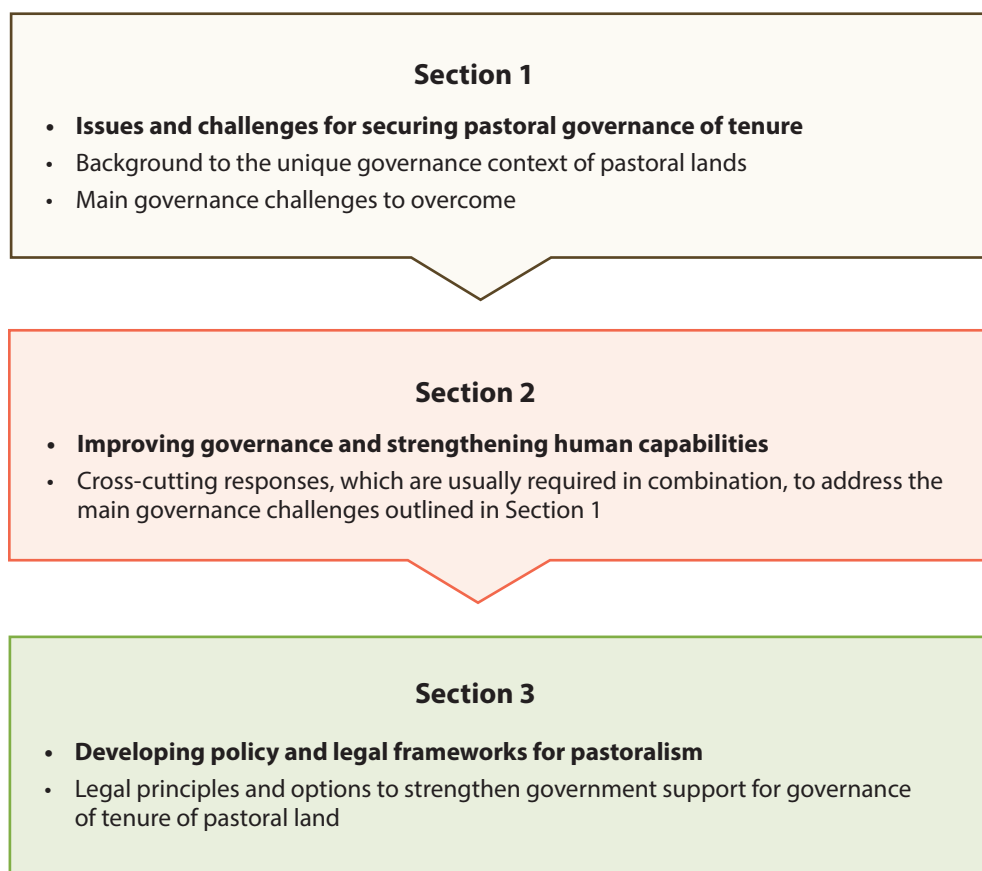 Section 1
• Issues and challenges for securing pastoral governance of tenure
• Background to the unique governance context of pastoral lands
• Main governance challenges to overcome
Section 2
• Improving governance and strengthening human capabilities
• Cross-cutting responses, which are usually required in combination, to address the
main governance challenges outlined in Section 1
Section 3
• Developing policy and legal frameworks for pastoralism
• Legal principles and options to strengthen government support for governance
of tenure of pastoral land